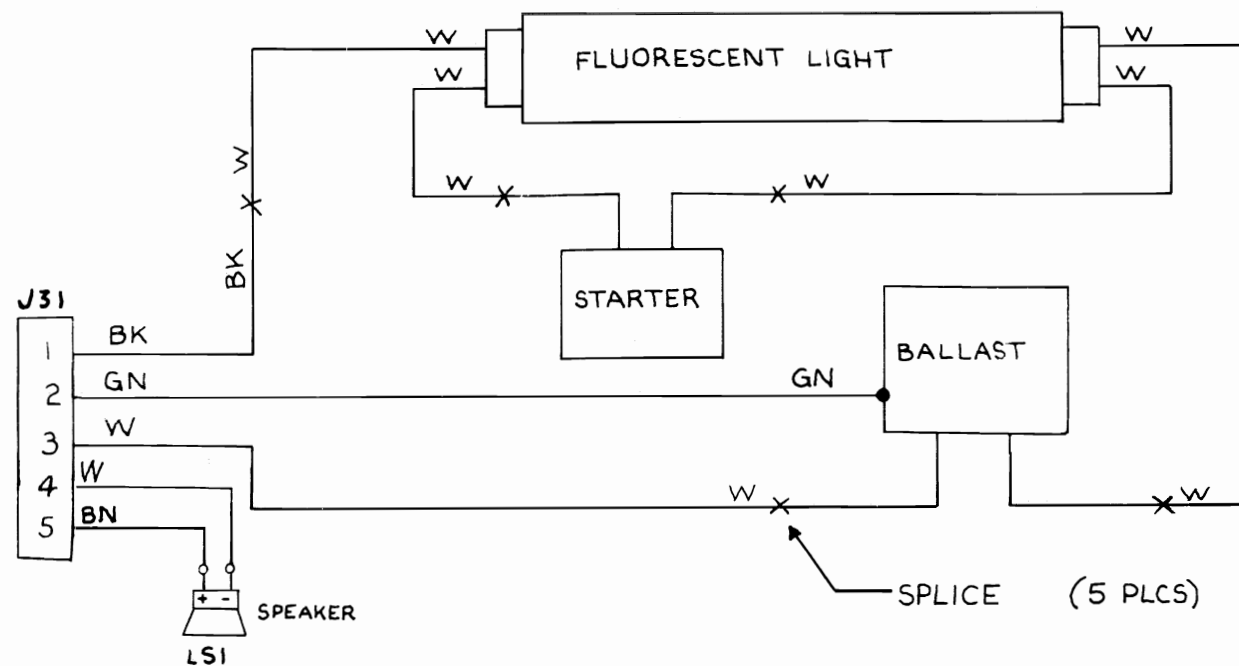 W
FLUORESCENT LIGHT
W
W
W
W
W
W
BK
STARTER
BALLAST
J31
1
BK
2
GN
GN
3
W
4
W
5
BN
W
W
SPLICE (5 PLCS)
+ -
SPEAKER
LS1